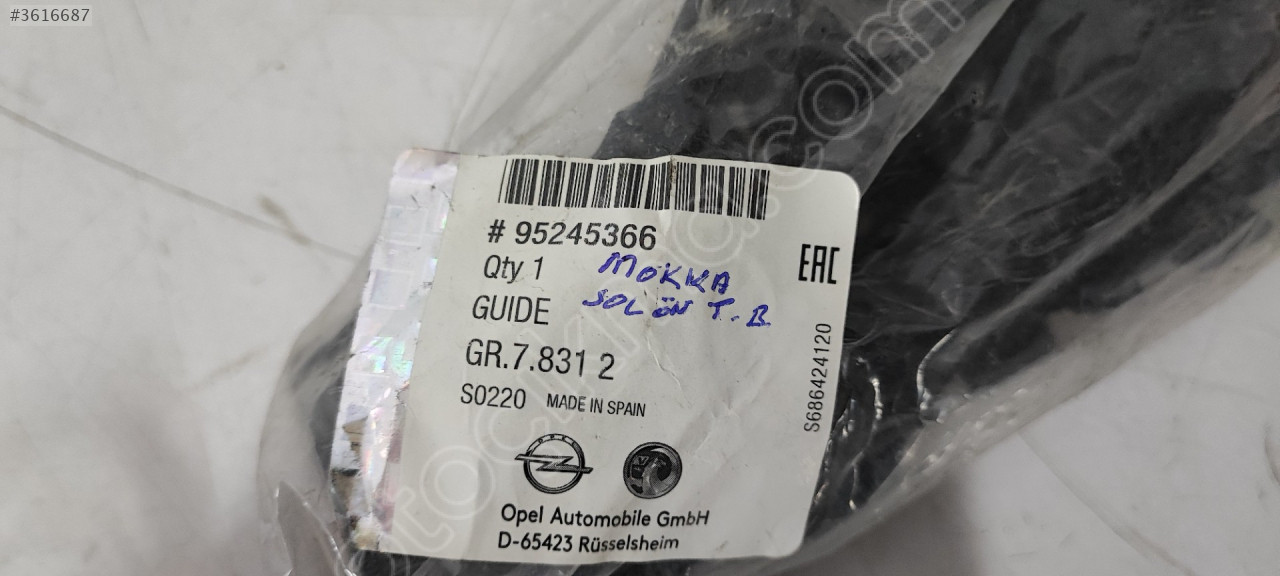 #3616687
# 95245366
Qty 1
MOKKA
SOL ÖN T.B
GUIDE
EAC
GR.7.831 2
S0220 MADE IN SPAIN
S686424120
OPEL
Opel Automobile GmbH
D-65423 Rüsselsheim